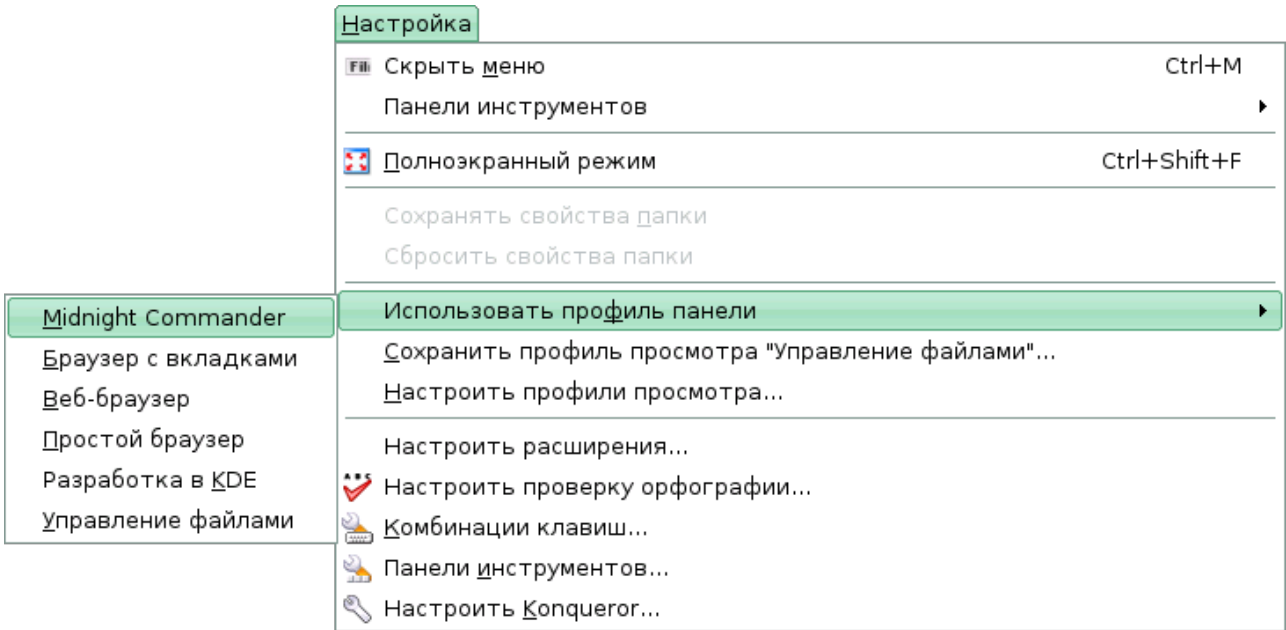 Настройка
Скрыть меню Ctrl+M
Панели инструментов
Полноэкранный режим Ctrl+Shift+F
Сохранять свойства папки
Сбросить свойства папки
Использовать профиль панели
Сохранить профиль просмотра "Управление файлами"...
Настроить профили просмотра...
Настроить расширения...
Настроить проверку орфографии...
Комбинации клавиш...
Панели инструментов...
Настроить Konqueror...
Midnight Commander
Браузер с вкладками
Веб-браузер
Простой браузер
Разработка в KDE
Управление файлами